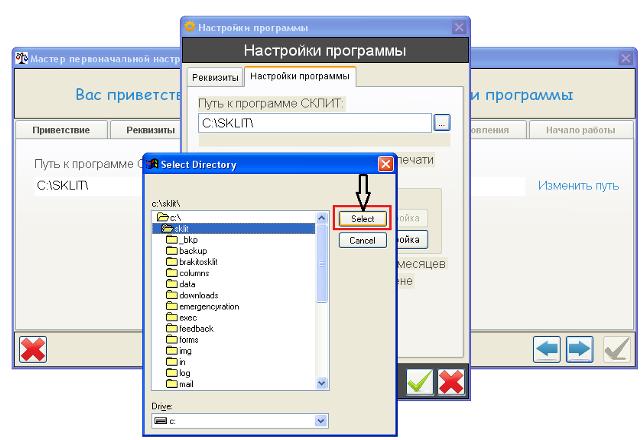 Настройки программы
Настройки программы
Мастер первоначальной настр
Вас приветств
и программы
Реквизиты
Настройки программы
Приветствие
Реквизиты
овления
Начало работы
Путь к программе СКЛИТ:
C:\SKLIT\
...
Путь к программе С
C:\SKLIT\
Изменить путь
печати
ройка
ройка
месяцев
ене
Select Directory
c:\sklit\
c:\
sklit
_bkp
backup
brakitosklit
columns
data
downloads
emergencyration
exec
feedback
forms
img
in
log
mail
Select
Cancel
Drive:
c: